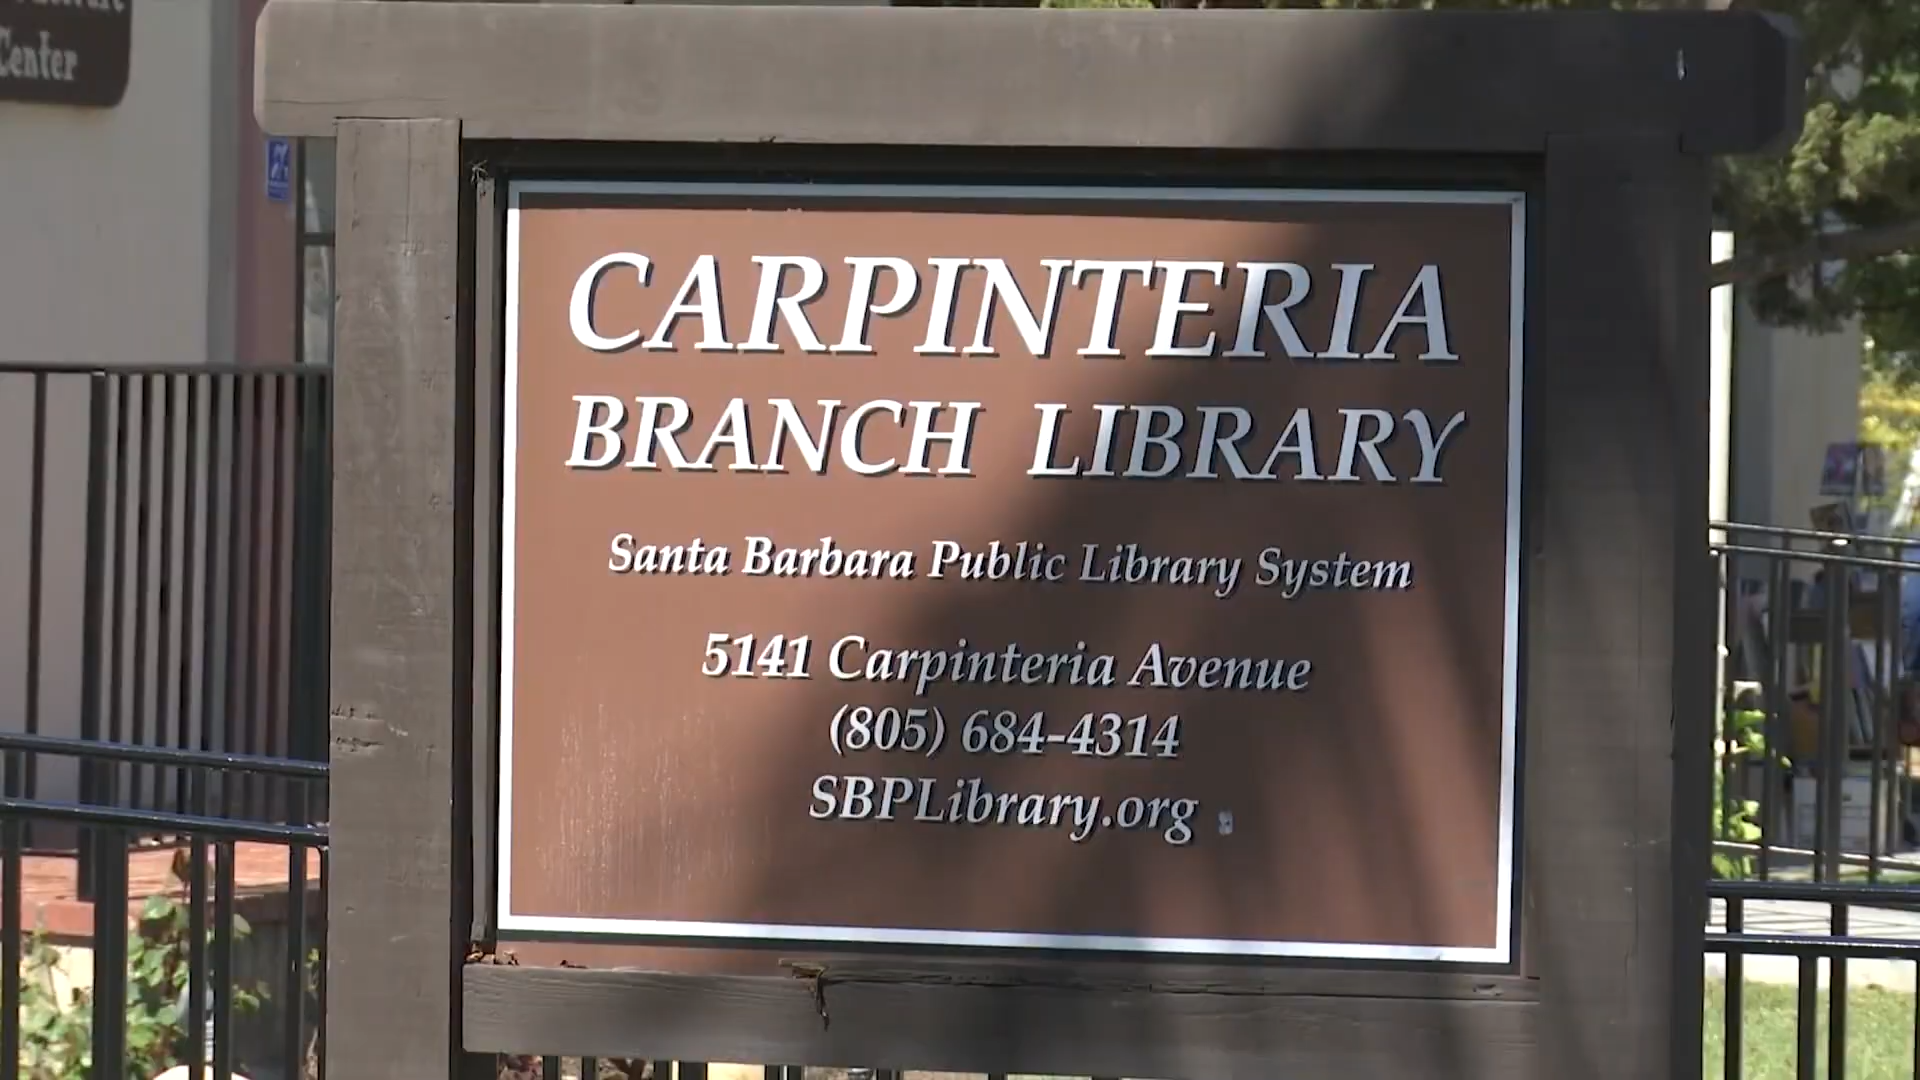 Center
CARPINTERIA
BRANCH LIBRARY
Santa Barbara Public Library System
5141 Carpinteria Avenue
(805) 684-4314
SBPLibrary.org